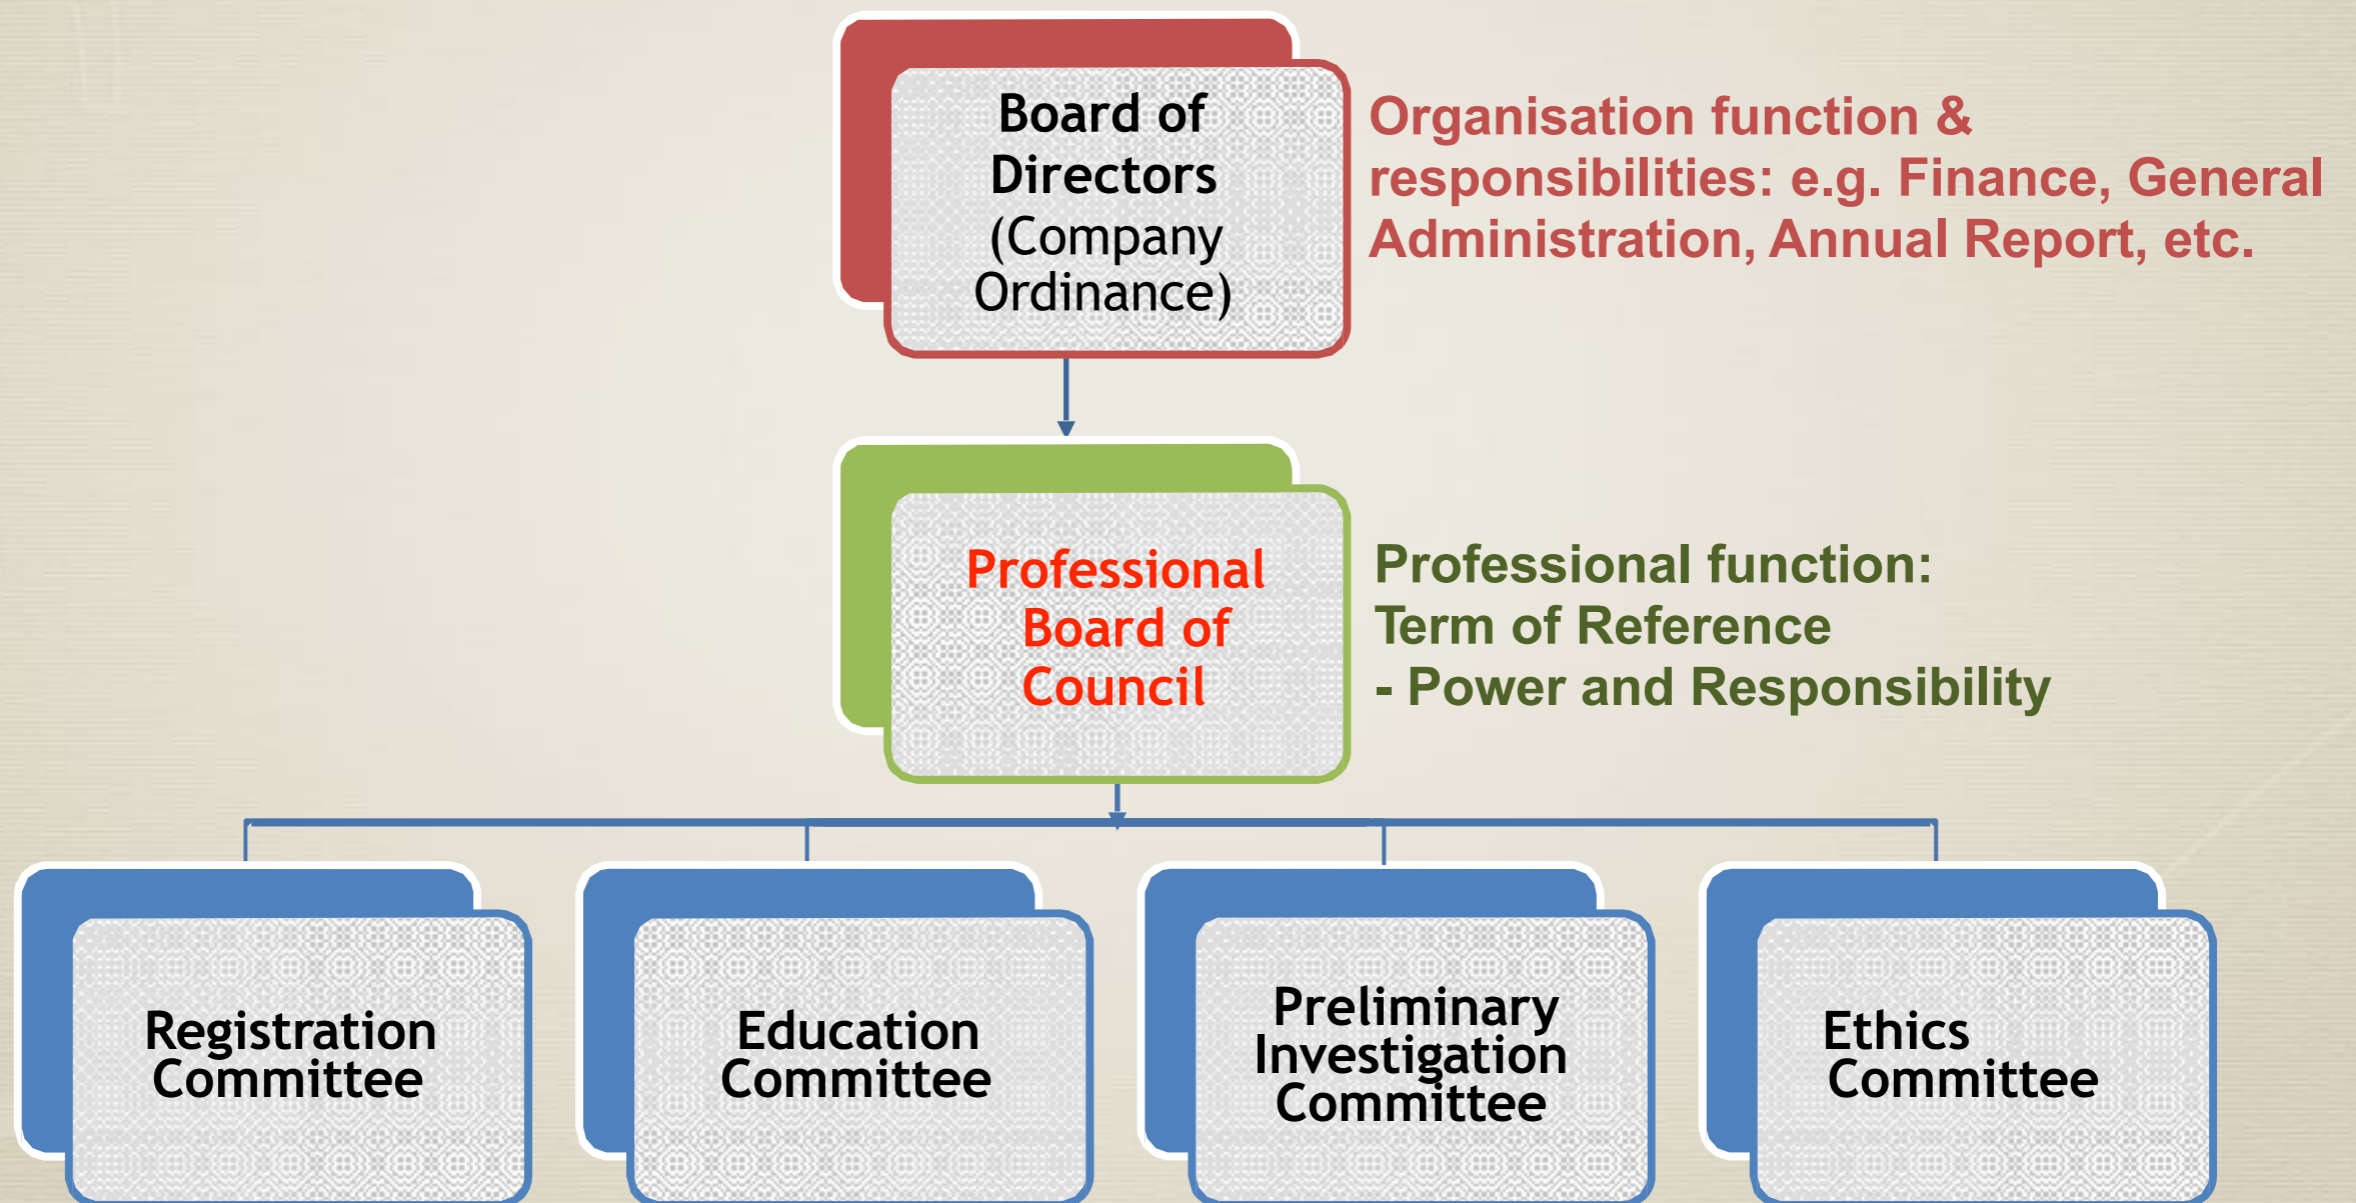 Board of
Directors
(Company
Ordinance)
Organisation function &
responsibilities: e.g. Finance, General
Administration, Annual Report, etc.
Professional
Board of
Council
Professional function:
Term of Reference
- Power and Responsibility
Registration
Committee
Education
Committee
Preliminary
Investigation
Committee
Ethics
Committee